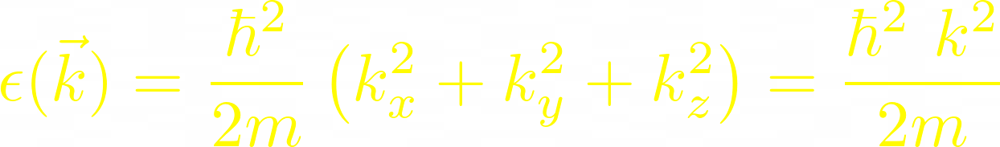 ϵ(k⃗) = ħ²/2m (kₓ² + k_y² + k_z²) = ħ² k²/2m